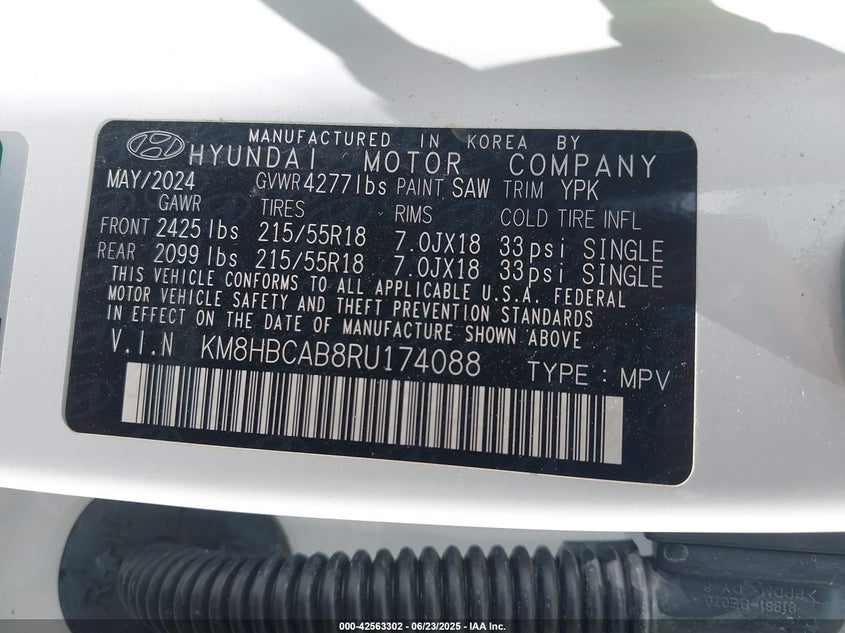 MANUFACTURED IN KOREA BY
HYUNDAI MOTOR COMPANY
MAY/2024 GVWR 4277lbs PAINT SAW TRIM YPK
GAWR TIRES RIMS COLD TIRE INFL
FRONT 2425 lbs 215/55R18 7.0JX18 33psi SINGLE
REAR 2099 lbs 215/55R18 7.0JX18 33psi SINGLE
THIS VEHICLE CONFORMS TO ALL APPLICABLE U.S.A. FEDERAL
MOTOR VEHICLE SAFETY AND THEFT PREVENTION STANDARDS
IN EFFECT ON THE DATE OF MANUFACTURE SHOWN ABOVE
V.I.N KM8HBCAB8RU174088 TYPE : MPV
000-42563302 - 06/23/2025 - IAA Inc.